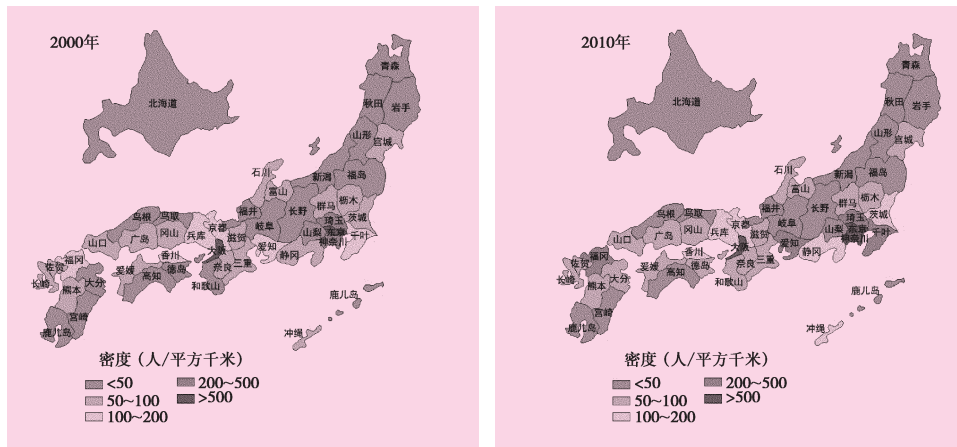 2000年
北海道
青森
秋田
岩手
山形
宫城
石川
新潟
福岛
富山
栃木
群马
福井
长野
茨城
埼玉
鸟根
鸟取
岐阜
山梨
东京
神奈川
千叶
京都
冈山
兵库
滋贺
山口
广岛
爱知
静冈
大阪
香川
奈良
三重
福冈
佐贺
爱媛
德岛
高知
大分
和歌山
长崎
熊本
宫崎
鹿儿岛
鹿儿岛
冲绳
密度（人/平方千米）
<50
200~500
50~100
>500
100~200
2010年
北海道
青森
秋田
岩手
山形
宫城
石川
新潟
福岛
富山
栃木
群马
福井
长野
茨城
埼玉
鸟根
鸟取
岐阜
山梨
东京
神奈川
千叶
京都
冈山
兵库
滋贺
山口
广岛
爱知
静冈
大阪
香川
奈良
三重
福冈
佐贺
爱媛
德岛
高知
大分
和歌山
长崎
熊本
宫崎
鹿儿岛
鹿儿岛
冲绳
密度（人/平方千米）
<50
200~500
50~100
>500
100~200